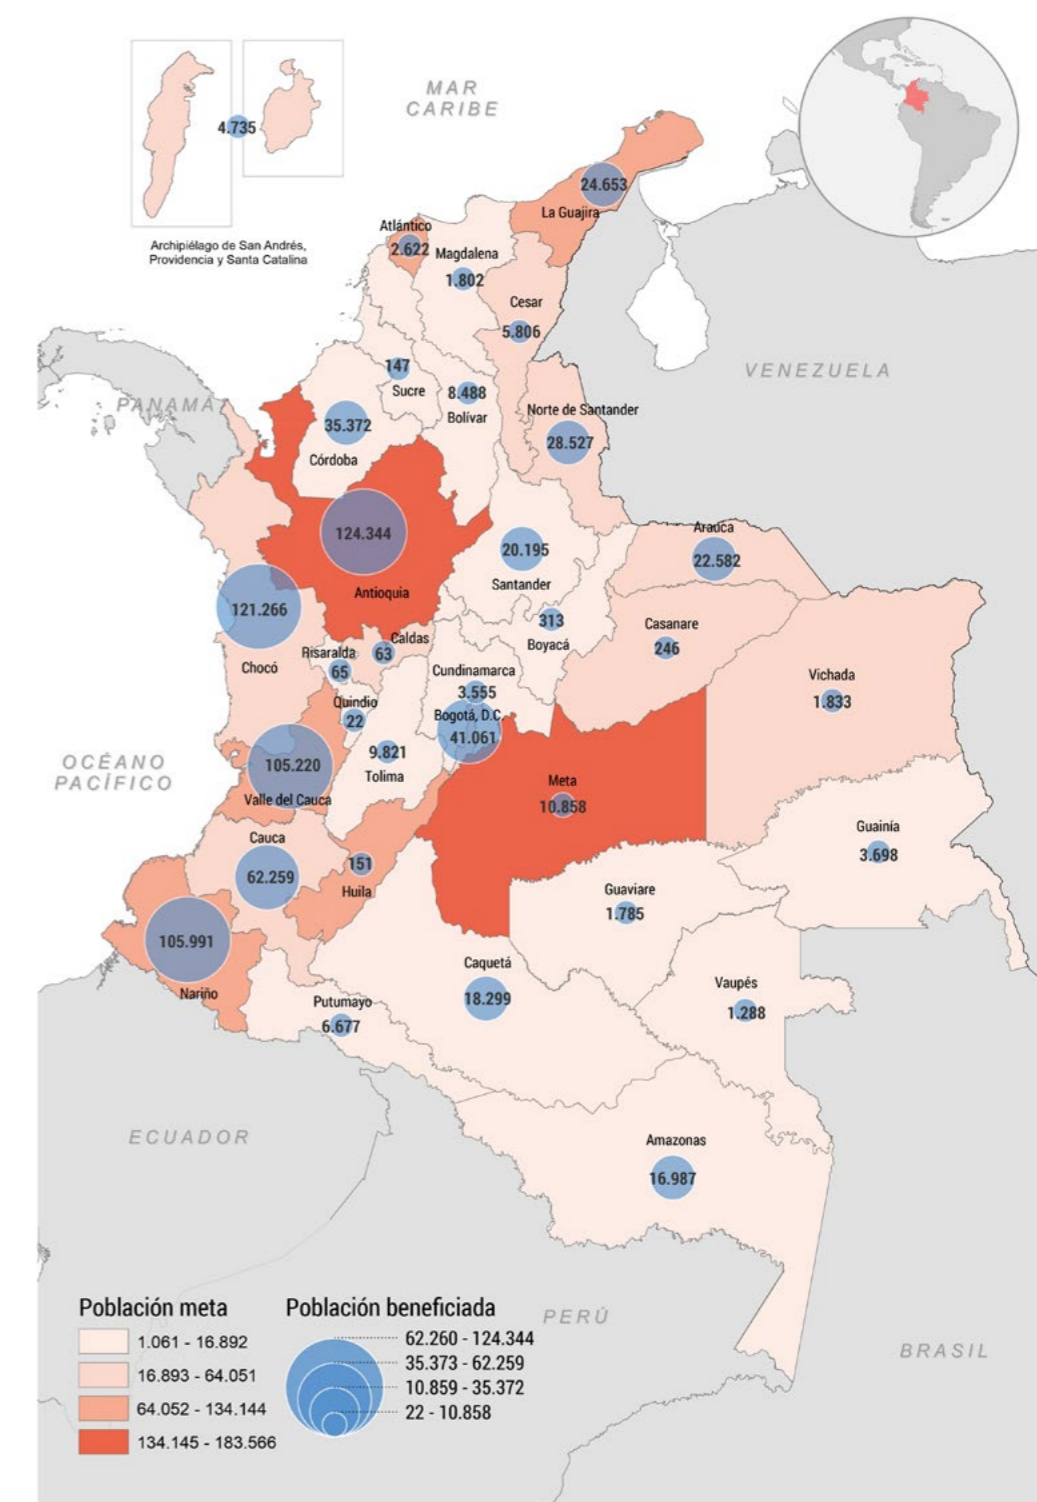 MAR
CARIBE
4.735
Archipiélago de San Andrés,
Providencia y Santa Catalina
24.653
La Guajira
Atlántico
2.622
Magdalena
1.802
Cesar
5.806
VENEZUELA
PANAMÁ
147
Sucre
8.488
Bolívar
35.372
Córdoba
Norte de Santander
28.527
124.344
Antioquia
20.195
Santander
Arauca
22.582
121.266
Chocó
313
Boyacá
Casanare
246
Caldas
63
Risaralda
65
Cundinamarca
3.555
Vichada
1.833
Quindio
22
Bogotá, D.C.
41.061
OCÉANO
PACÍFICO
105.220
Valle del Cauca
9.821
Tolima
Meta
10.858
Cauca
62.259
151
Huila
Guainía
3.698
Guaviare
1.785
105.991
Nariño
Caquetá
18.299
Vaupés
1.288
Putumayo
6.677
ECUADOR
Amazonas
16.987
PERÚ
BRASIL
Población meta
1.061 - 16.892
16.893 - 64.051
64.052 - 134.144
134.145 - 183.566
Población beneficiada
62.260 - 124.344
35.373 - 62.259
10.859 - 35.372
22 - 10.858